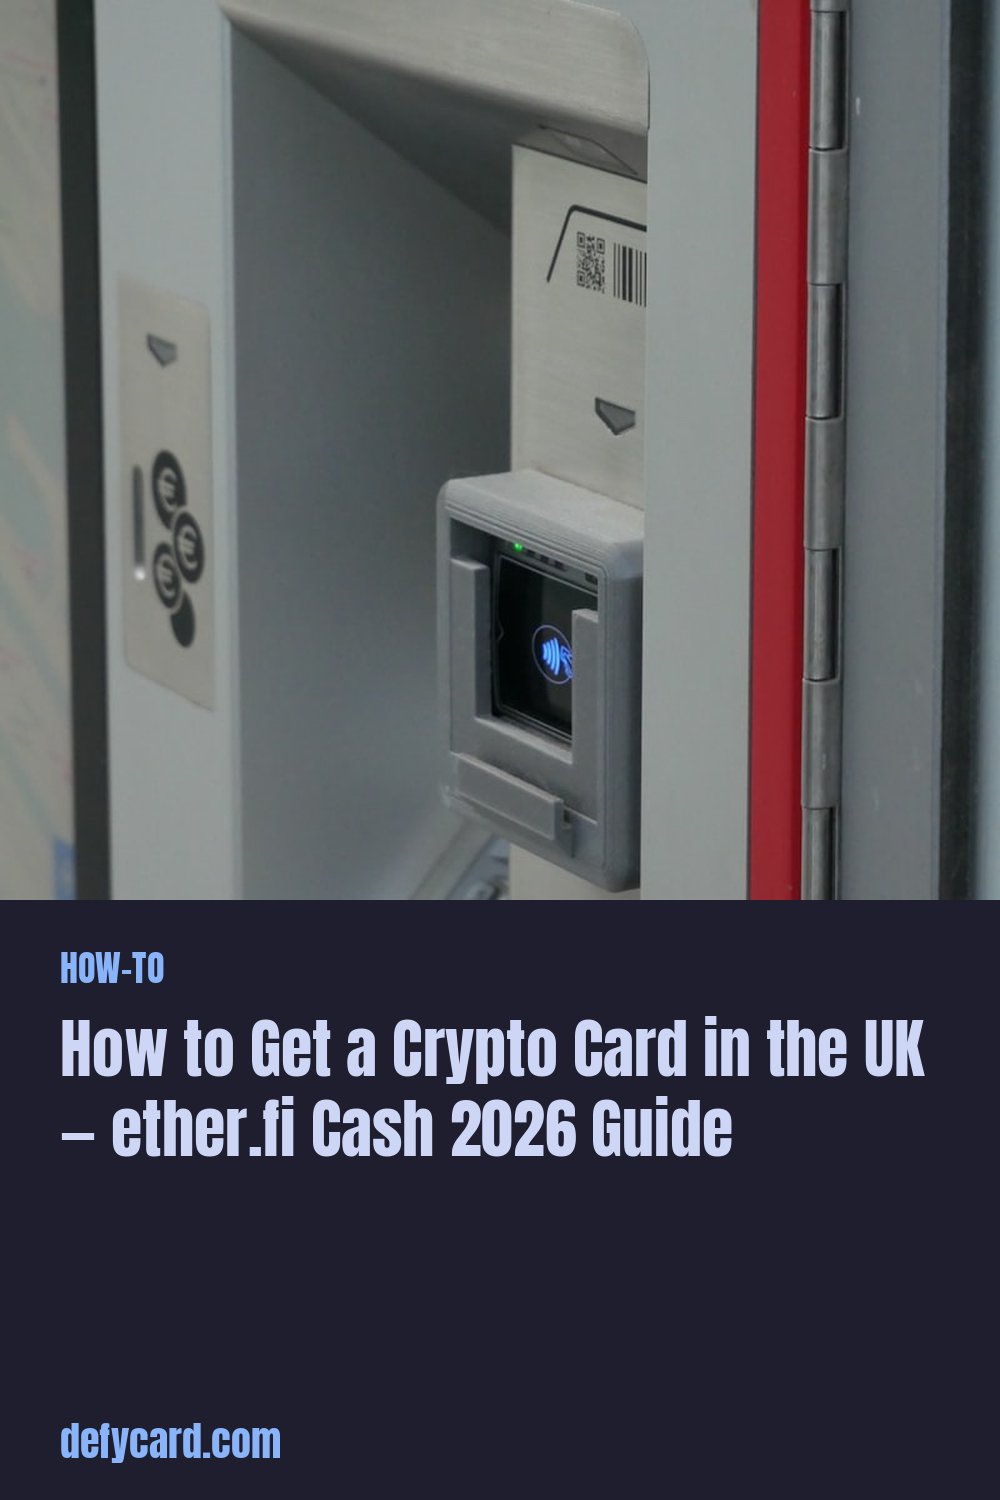 €
€
€
HOW-TO
How to Get a Crypto Card in the UK
– ether.fi Cash 2026 Guide
defycard.com